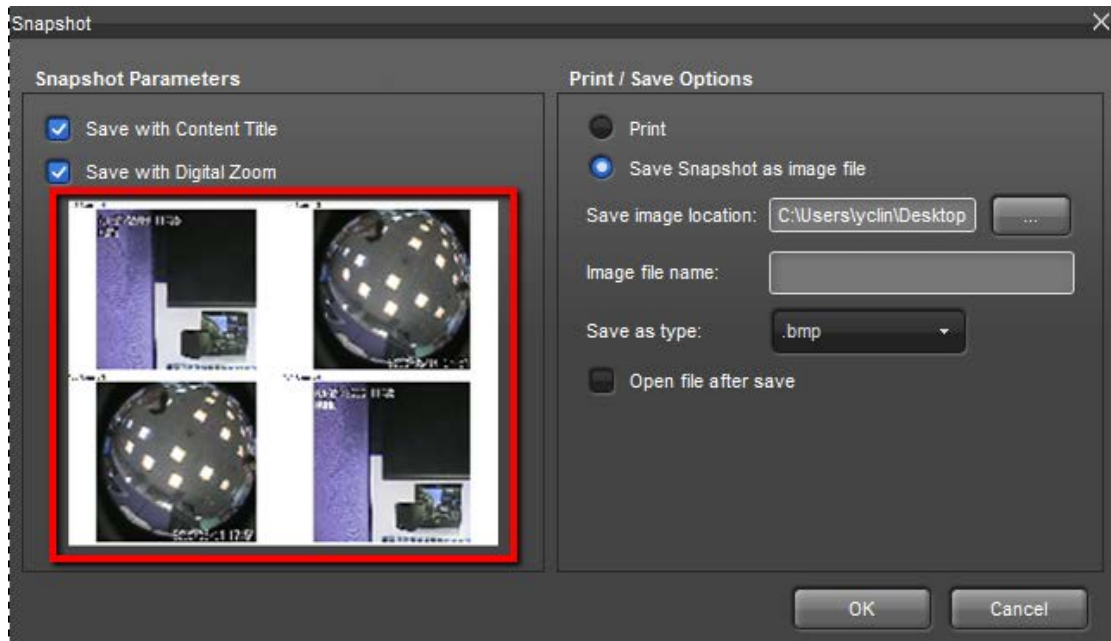 Snapshot
Snapshot Parameters
Save with Content Title
Save with Digital Zoom
Print / Save Options
Print
Save Snapshot as image file
Save image location: C:\Users\yclin\Desktop ...
Image file name:
Save as type: .bmp
Open file after save
OK Cancel